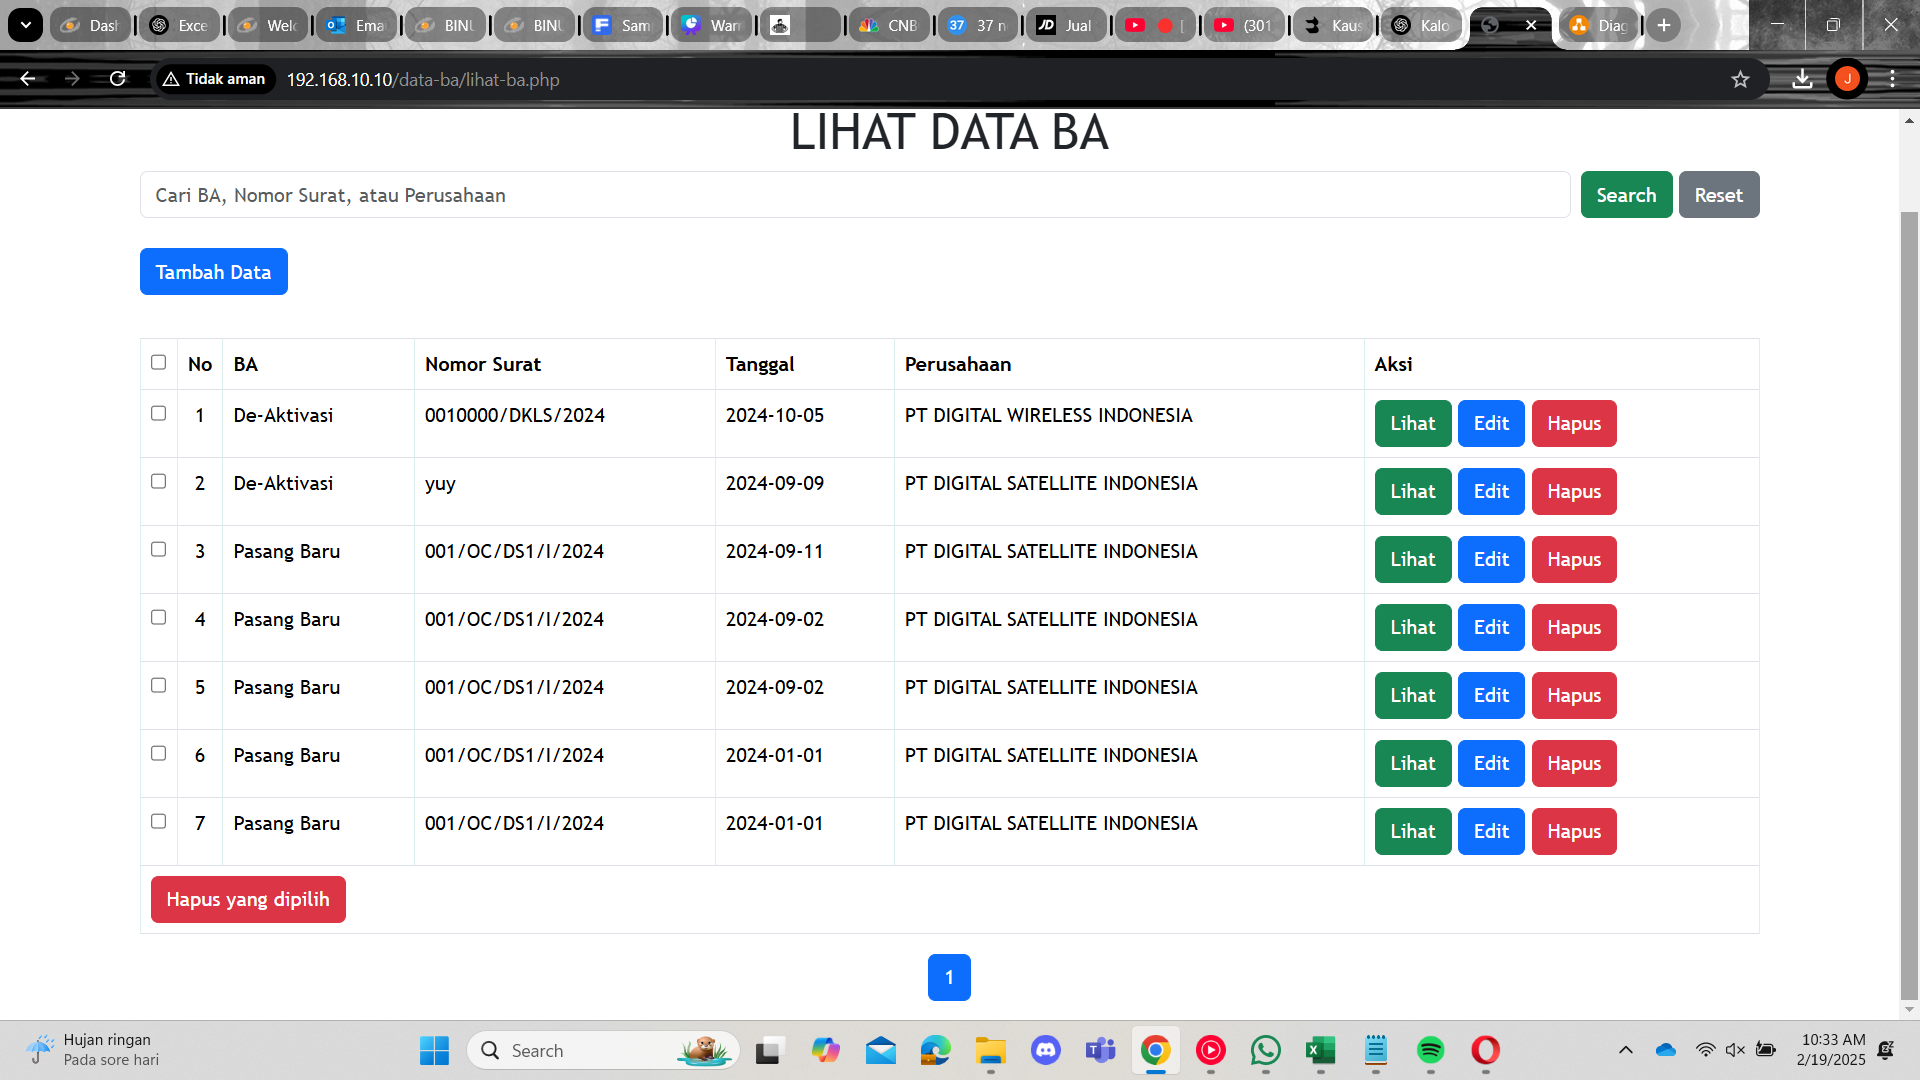 Dash
Exce
Welc
Ema
BINU
BINU
Sam
Wan
CNB
37 37 n
JD Jual
[
(301
Kaus
Kalo
Diag
Tidak aman 192.168.10.10/data-ba/lihat-ba.php J
LIHAT DATA BA
Cari BA, Nomor Surat, atau Perusahaan Search Reset
Tambah Data
No BA Nomor Surat Tanggal Perusahaan Aksi
1 De-Aktivasi 0010000/DKLS/2024 2024-10-05 PT DIGITAL WIRELESS INDONESIA Lihat Edit Hapus
2 De-Aktivasi yuy 2024-09-09 PT DIGITAL SATELLITE INDONESIA Lihat Edit Hapus
3 Pasang Baru 001/OC/DS1/I/2024 2024-09-11 PT DIGITAL SATELLITE INDONESIA Lihat Edit Hapus
4 Pasang Baru 001/OC/DS1/I/2024 2024-09-02 PT DIGITAL SATELLITE INDONESIA Lihat Edit Hapus
5 Pasang Baru 001/OC/DS1/I/2024 2024-09-02 PT DIGITAL SATELLITE INDONESIA Lihat Edit Hapus
6 Pasang Baru 001/OC/DS1/I/2024 2024-01-01 PT DIGITAL SATELLITE INDONESIA Lihat Edit Hapus
7 Pasang Baru 001/OC/DS1/I/2024 2024-01-01 PT DIGITAL SATELLITE INDONESIA Lihat Edit Hapus
Hapus yang dipilih
1
Hujan ringan
Pada sore hari
Search
10:33 AM
2/19/2025